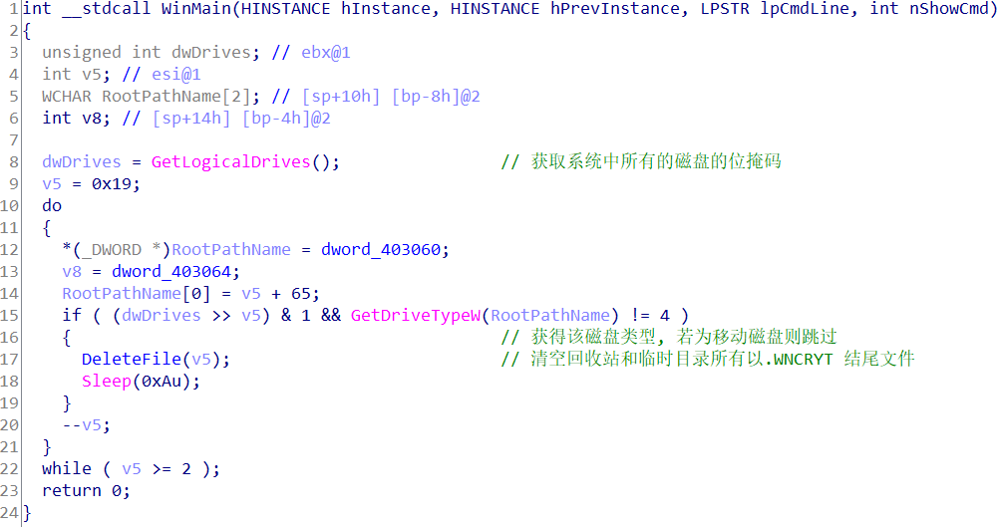 1 int __stdcall WinMain(HINSTANCE hInstance, HINSTANCE hPrevInstance, LPSTR lpCmdLine, int nShowCmd)
2 {
3   unsigned int dwDrives; // ebx@1
4   int v5; // esi@1
5   WCHAR RootPathName[2]; // [sp+10h] [bp-8h]@2
6   int v8; // [sp+14h] [bp-4h]@2
7
8   dwDrives = GetLogicalDrives();                // 获取系统中所有的磁盘的位掩码
9   v5 = 0x19;
10   do
11   {
12     *(_DWORD *)RootPathName = dword_403060;
13     v8 = dword_403064;
14     RootPathName[0] = v5 + 65;
15     if ( (dwDrives >> v5) & 1 && GetDriveTypeW(RootPathName) != 4 )
16     {                                           // 获得该磁盘类型, 若为移动磁盘则跳过
17       DeleteFile(v5);                           // 清空回收站和临时目录所有以.WNCRYT 结尾文件
18       Sleep(0xAu);
19     }
20     --v5;
21   }
22   while ( v5 >= 2 );
23   return 0;
24 }